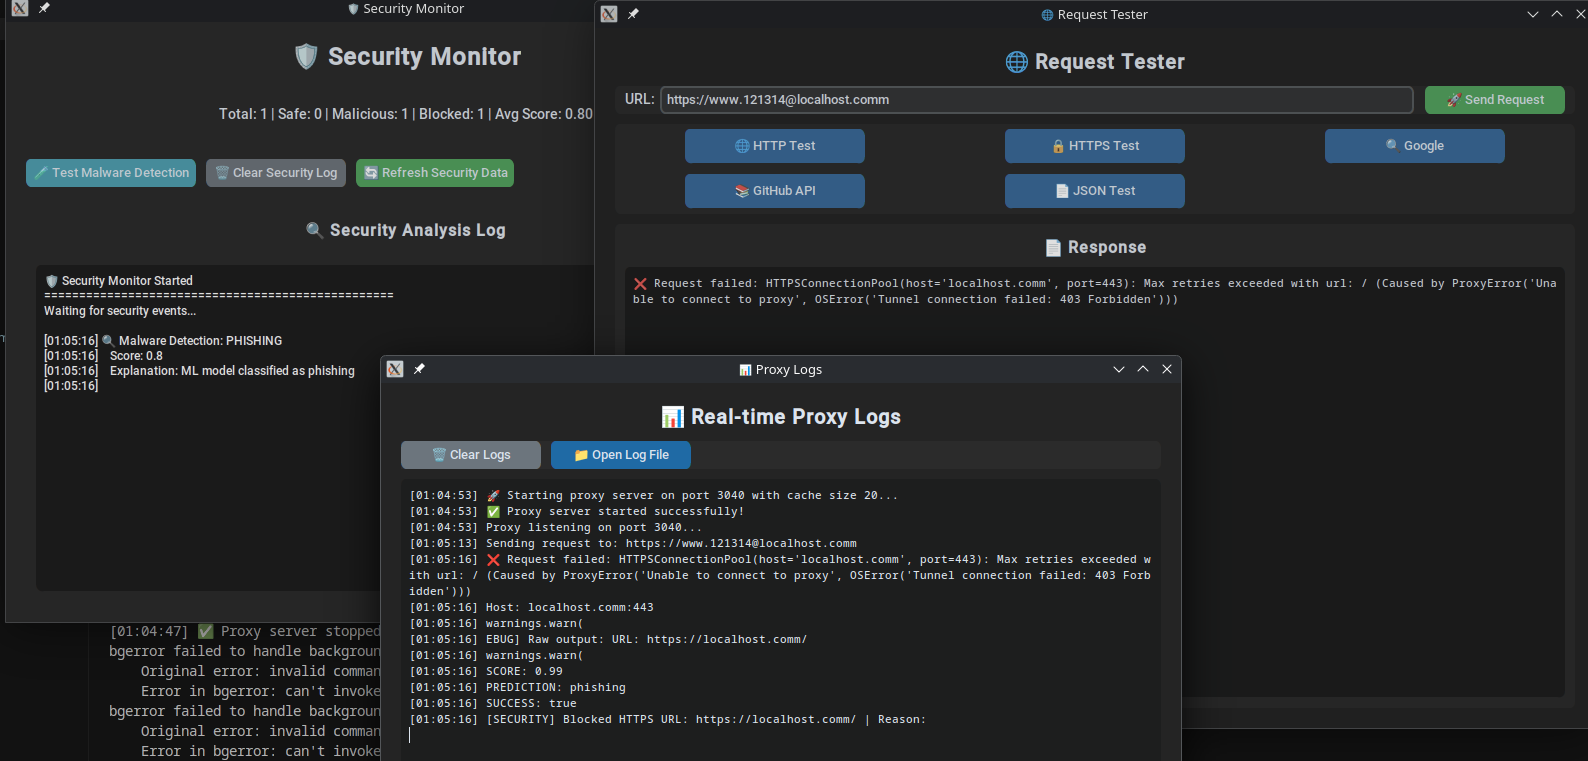 Security Monitor
Security Monitor
Total: 1 | Safe: 0 | Malicious: 1 | Blocked: 1 | Avg Score: 0.80
Test Malware Detection
Clear Security Log
Refresh Security Data
Security Analysis Log
Security Monitor Started
==================================================
Waiting for security events...
[01:05:16] Malware Detection: PHISHING
[01:05:16] Score: 0.8
[01:05:16] Explanation: ML model classified as phishing
[01:05:16]
Request Tester
Request Tester
URL: https://www.121314@localhost.comm
Send Request
HTTP Test
HTTPS Test
Google
GitHub API
JSON Test
Response
❌ Request failed: HTTPSConnectionPool(host='localhost.comm', port=443): Max retries exceeded with url: / (Caused by ProxyError('Una
ble to connect to proxy', OSError('Tunnel connection failed: 403 Forbidden')))
Proxy Logs
Real-time Proxy Logs
Clear Logs
Open Log File
[01:04:53] 🚀 Starting proxy server on port 3040 with cache size 20...
[01:04:53] ✅ Proxy server started successfully!
[01:04:53] Proxy listening on port 3040...
[01:05:13] Sending request to: https://www.121314@localhost.comm
[01:05:16] ❌ Request failed: HTTPSConnectionPool(host='localhost.comm', port=443): Max retries exceeded w
ith url: / (Caused by ProxyError('Unable to connect to proxy', OSError('Tunnel connection failed: 403 Forb
idden')))
[01:05:16] Host: localhost.comm:443
[01:05:16] warnings.warn(
[01:05:16] EBUG] Raw output: URL: https://localhost.comm/
[01:05:16] warnings.warn(
[01:05:16] SCORE: 0.99
[01:05:16] PREDICTION: phishing
[01:05:16] SUCCESS: true
[01:05:16] [SECURITY] Blocked HTTPS URL: https://localhost.comm/ | Reason:
[01:04:47] ✅ Proxy server stopped
bgerror failed to handle backgroun
Original error: invalid comman
Error in bgerror: can't invoke
bgerror failed to handle backgroun
Original error: invalid comman
Error in bgerror: can't invoke